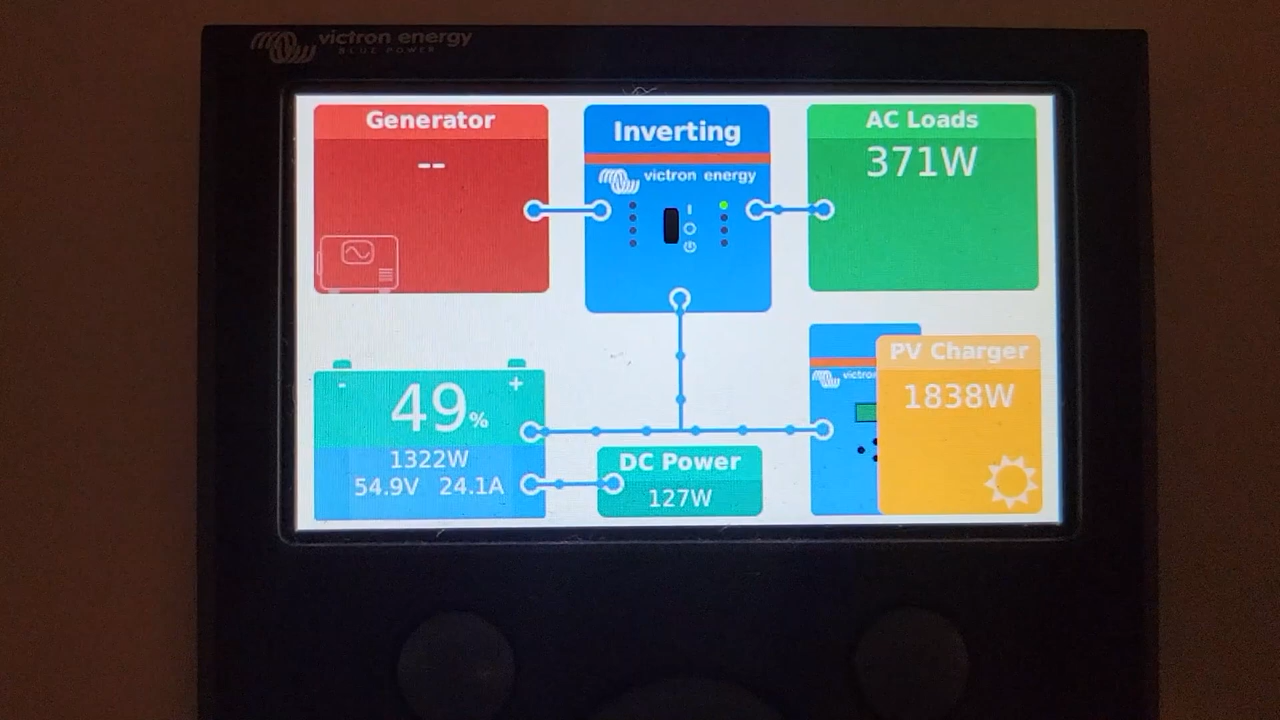 victron energy
BLUE POWER
Generator
--
Inverting
victron energy
AC Loads
371W
- +
49%
1322W
54.9V 24.1A
DC Power
127W
victron
PV Charger
1838W